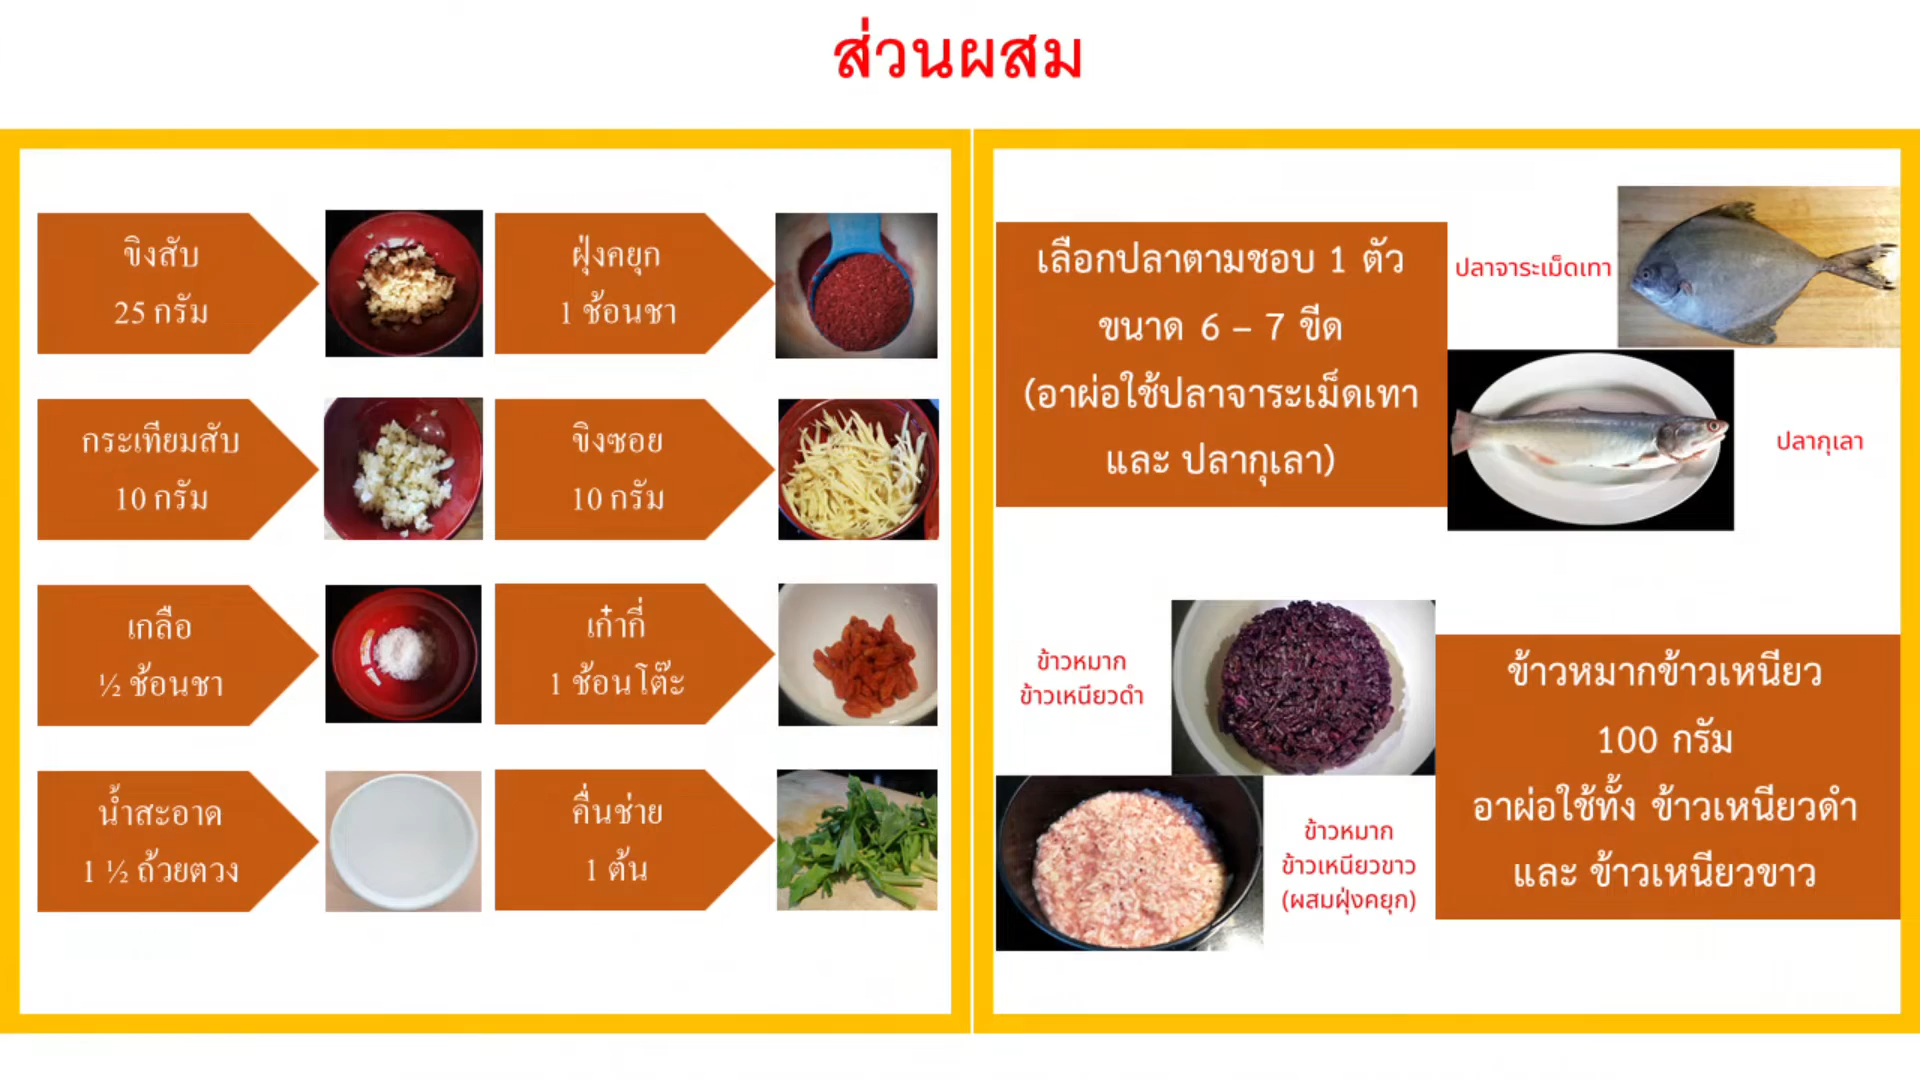 ส่วนผสม
ขิงสับ
25 กรัม
ฝุ่งคยุก
1 ช้อนชา
กระเทียมสับ
10 กรัม
ขิงซอย
10 กรัม
เกลือ
½ ช้อนชา
เก๋ากี่
1 ช้อนโต๊ะ
น้ำสะอาด
1 ½ ถ้วยตวง
คื่นช่าย
1 ต้น
เลือกปลาตามชอบ 1 ตัว
ขนาด 6 – 7 ขีด
(อาผ่อใช้ปลาจาระเม็ดเทา
และ ปลากุเลา)
ปลาจาระเม็ดเทา
ปลากุเลา
ข้าวหมาก
ข้าวเหนียวดำ
ข้าวหมาก
ข้าวเหนียวขาว
(ผสมฝุ่งคยุก)
ข้าวหมากข้าวเหนียว
100 กรัม
อาผ่อใช้ทั้ง ข้าวเหนียวดำ
และ ข้าวเหนียวขาว